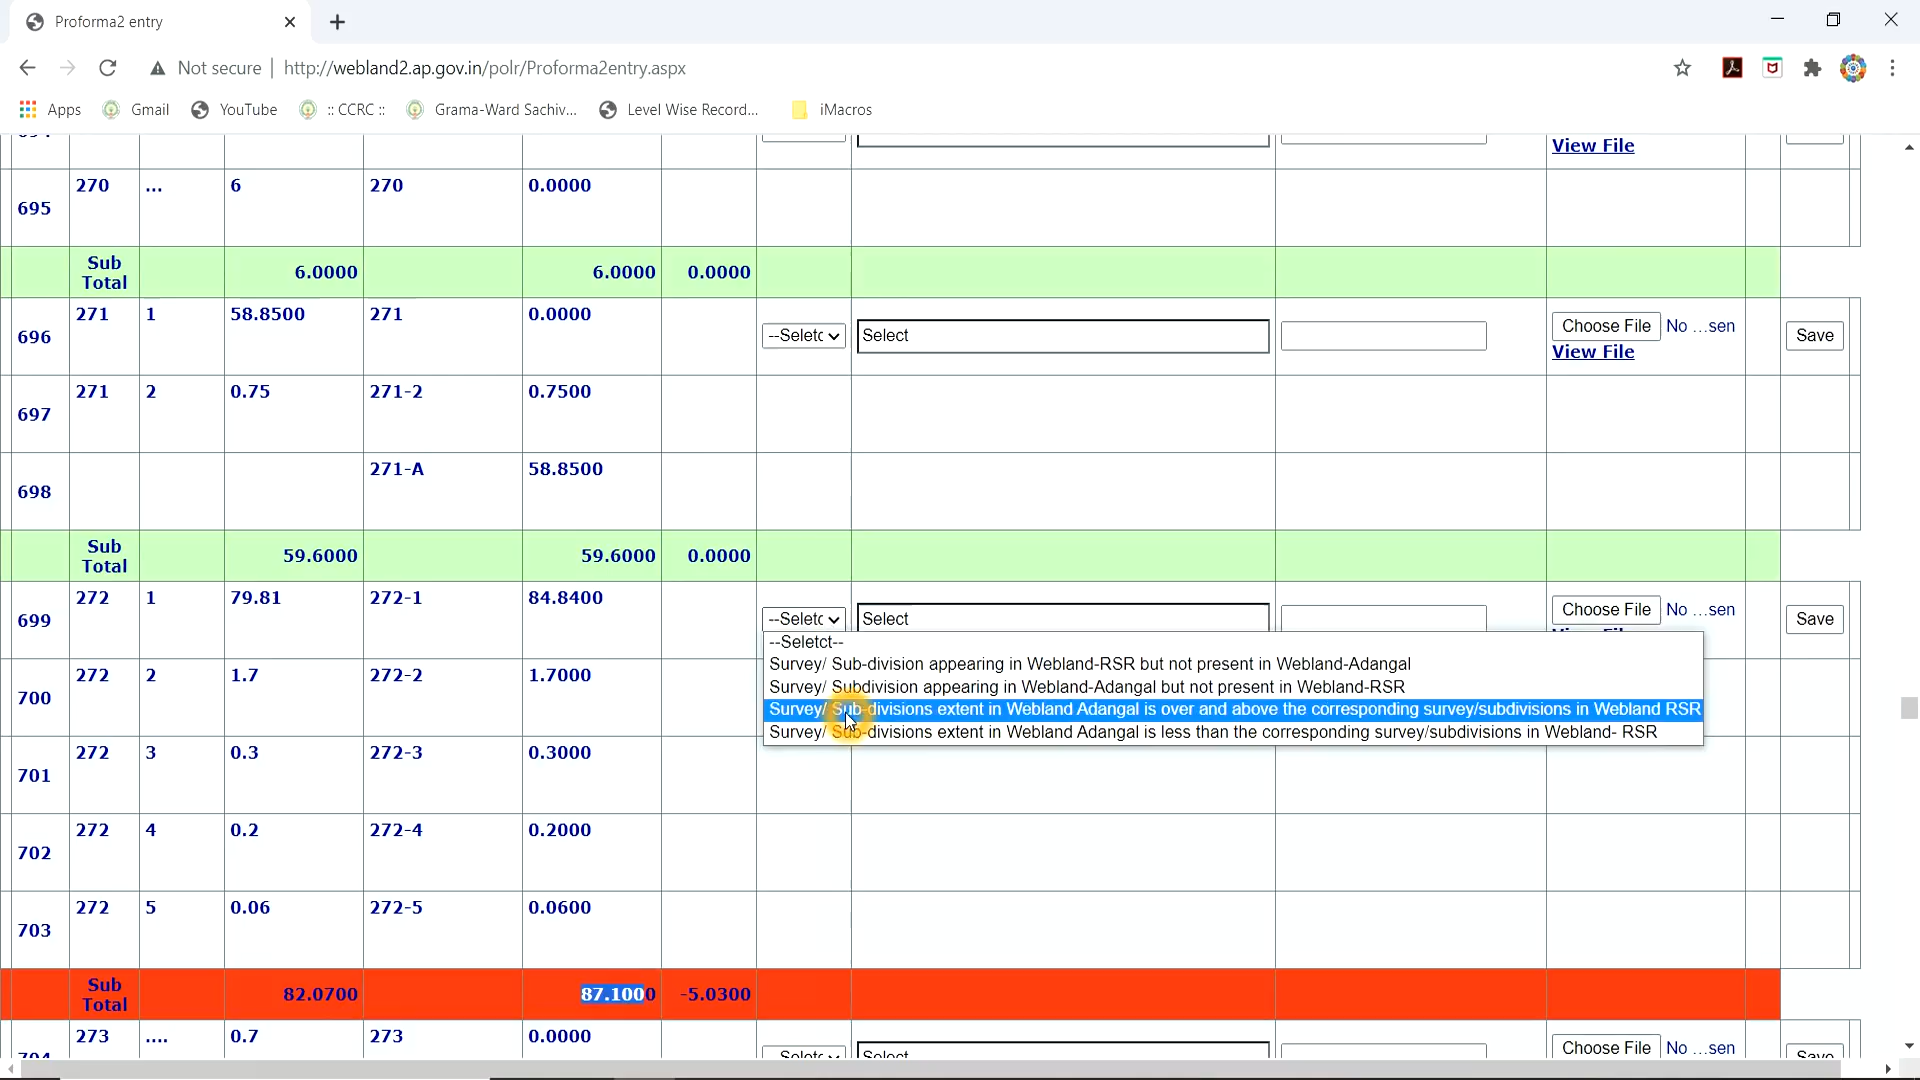 Proforma2 entry
Not secure
http://webland2.ap.gov.in/polr/Proforma2entry.aspx
Apps
Gmail
YouTube
:: CCRC ::
Grama-Ward Sachiv...
Level Wise Record...
iMacros
View File
695 270 ... 6 270 0.0000
Sub Total 6.0000 6.0000 0.0000
696 271 1 58.8500 271 0.0000 --Seletc Select Choose File No ...sen Save
View File
697 271 2 0.75 271-2 0.7500
698 271-A 58.8500
Sub Total 59.6000 59.6000 0.0000
699 272 1 79.81 272-1 84.8400 --Seletc Select Choose File No ...sen Save
--Seletct--
Survey/ Sub-division appearing in Webland-RSR but not present in Webland-Adangal
Survey/ Subdivision appearing in Webland-Adangal but not present in Webland-RSR
Survey/ Sub-divisions extent in Webland Adangal is over and above the corresponding survey/subdivisions in Webland RSR
Survey/ Sub-divisions extent in Webland Adangal is less than the corresponding survey/subdivisions in Webland- RSR
700 272 2 1.7 272-2 1.7000
701 272 3 0.3 272-3 0.3000
702 272 4 0.2 272-4 0.2000
703 272 5 0.06 272-5 0.0600
Sub Total 82.0700 87.1000 -5.0300
704 273 .... 0.7 273 0.0000 --Seletc Select Choose File No ...sen Save